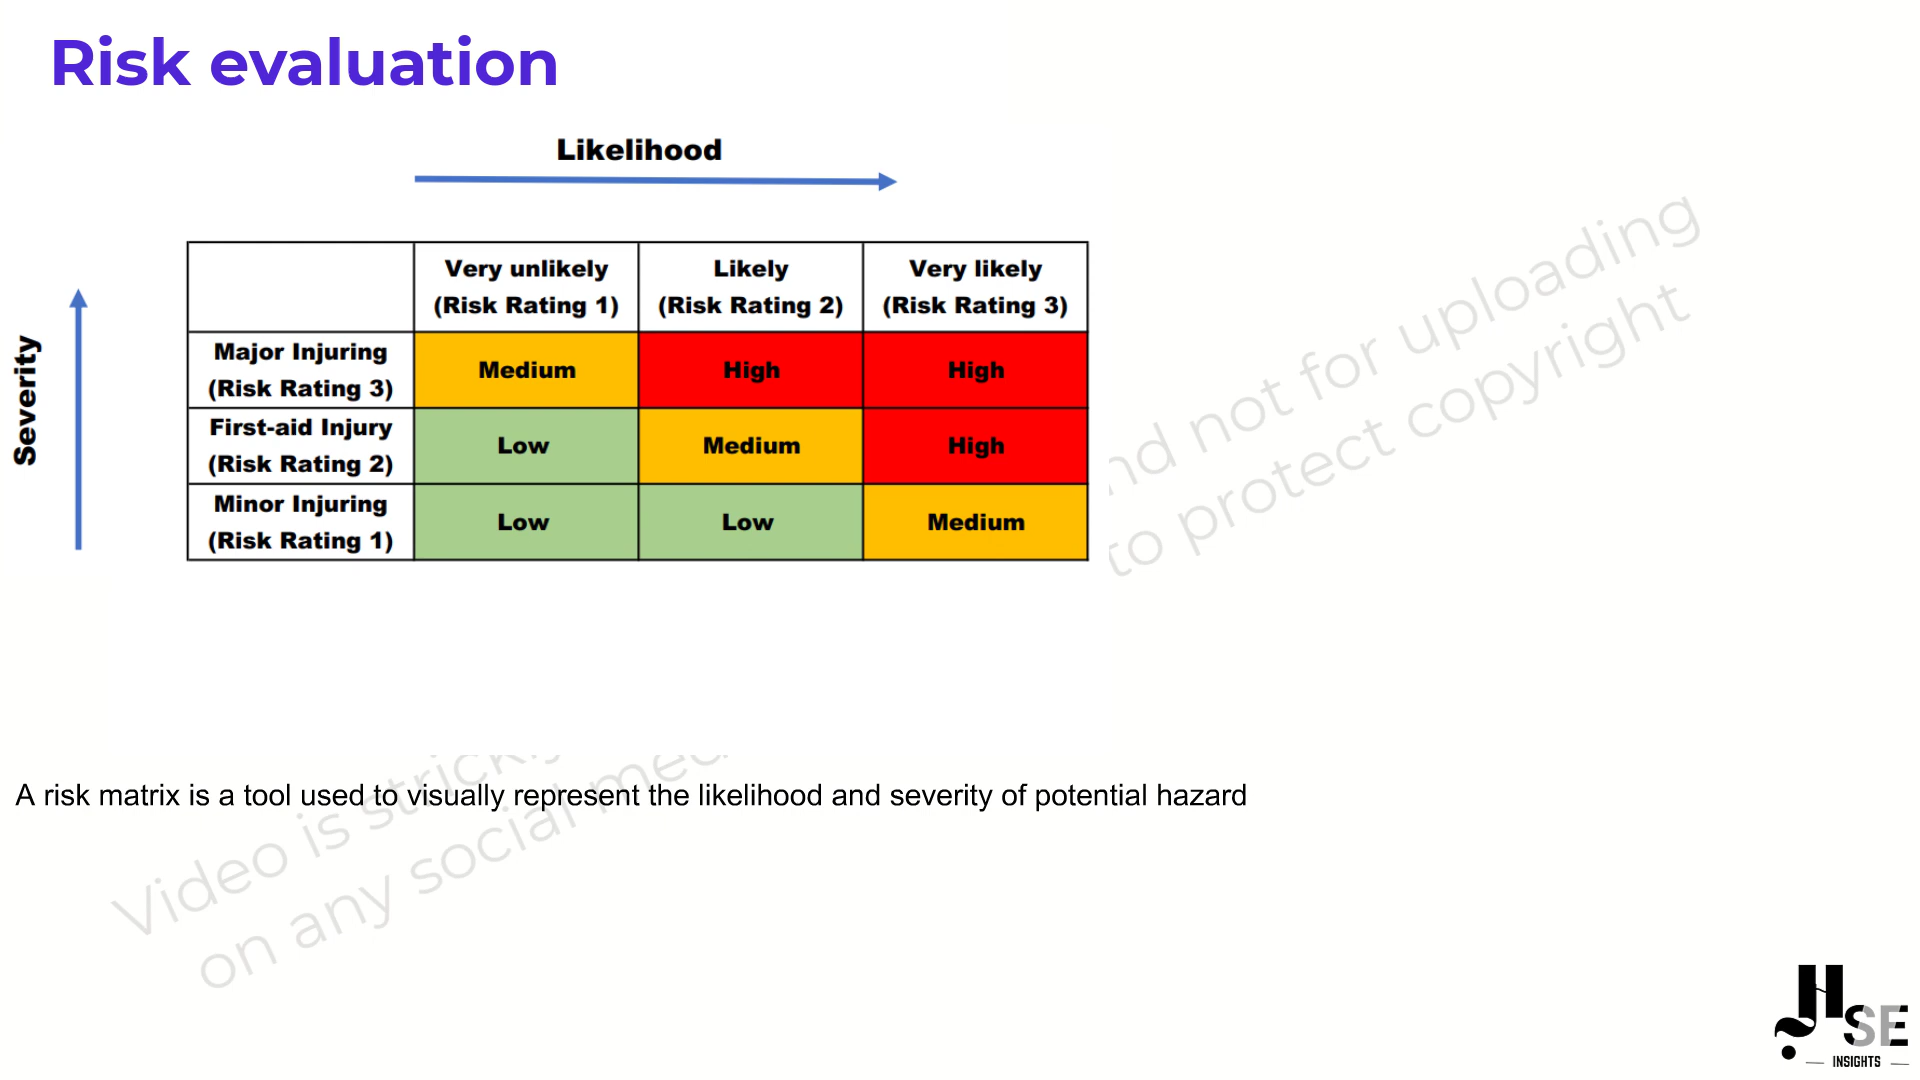 Risk evaluation
Likelihood
Severity
Very unlikely
(Risk Rating 1)
Likely
(Risk Rating 2)
Very likely
(Risk Rating 3)
Major Injuring
(Risk Rating 3)
Medium
High
High
First-aid Injury
(Risk Rating 2)
Low
Medium
High
Minor Injuring
(Risk Rating 1)
Low
Low
Medium
not for uploading
to protect copyright
A risk matrix is a tool used to visually represent the likelihood and severity of potential hazard
Video is
on any social
HSE
INSIGHTS